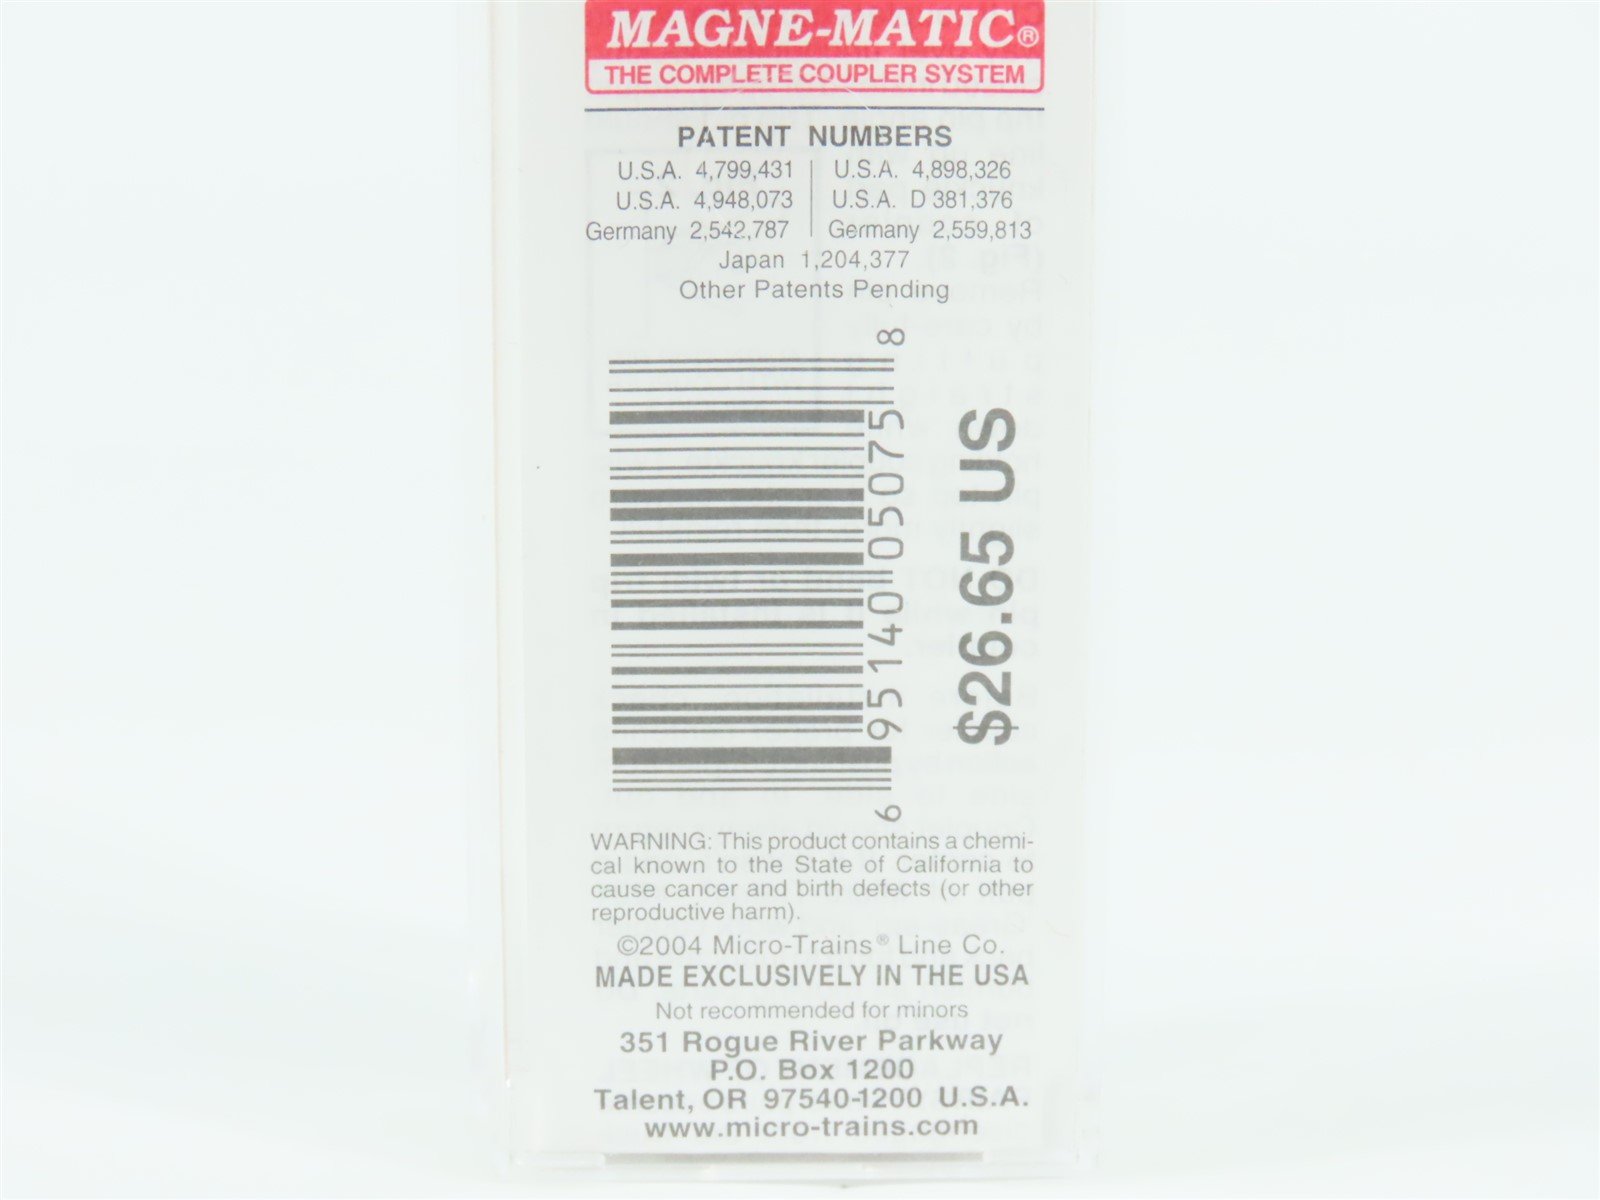 MAGNE-MATIC®
THE COMPLETE COUPLER SYSTEM
PATENT NUMBERS
U.S.A. 4,799,431 U.S.A. 4,898,326
U.S.A. 4,948,073 U.S.A. D 381,376
Germany 2,542,787 Germany 2,559,813
Japan 1,204,377
Other Patents Pending
6 95140 05075 8
$26.65 US
WARNING: This product contains a chemi-
cal known to the State of California to
cause cancer and birth defects (or other
reproductive harm).
©2004 Micro-Trains® Line Co.
MADE EXCLUSIVELY IN THE USA
Not recommended for minors
351 Rogue River Parkway
P.O. Box 1200
Talent, OR 97540-1200 U.S.A.
www.micro-trains.com